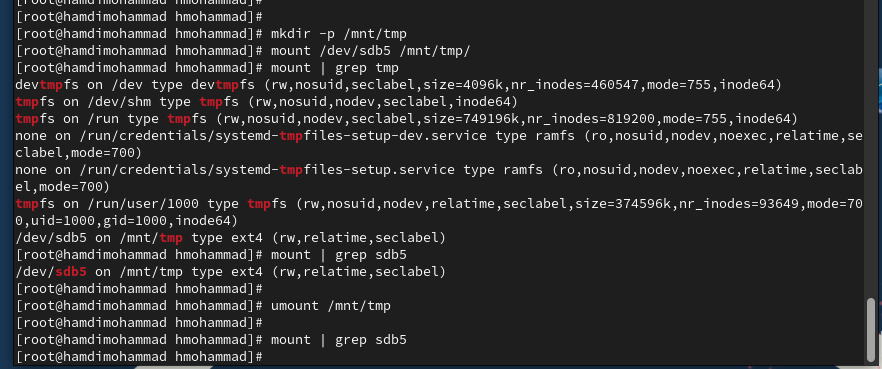 [root@hamdimohammad hmohammad]#
[root@hamdimohammad hmohammad]#
[root@hamdimohammad hmohammad]# mkdir -p /mnt/tmp
[root@hamdimohammad hmohammad]# mount /dev/sdb5 /mnt/tmp/
[root@hamdimohammad hmohammad]# mount | grep tmp
devtmpfs on /dev type devtmpfs (rw,nosuid,seclabel,size=4096k,nr_inodes=460547,mode=755,inode64)
tmpfs on /dev/shm type tmpfs (rw,nosuid,nodev,seclabel,inode64)
tmpfs on /run type tmpfs (rw,nosuid,nodev,seclabel,size=749196k,nr_inodes=819200,mode=755,inode64)
none on /run/credentials/systemd-tmpfiles-setup-dev.service type ramfs (ro,nosuid,nodev,noexec,relatime,se
clabel,mode=700)
none on /run/credentials/systemd-tmpfiles-setup.service type ramfs (ro,nosuid,nodev,noexec,relatime,seclab
el,mode=700)
tmpfs on /run/user/1000 type tmpfs (rw,nosuid,nodev,relatime,seclabel,size=374596k,nr_inodes=93649,mode=70
0,uid=1000,gid=1000,inode64)
/dev/sdb5 on /mnt/tmp type ext4 (rw,relatime,seclabel)
[root@hamdimohammad hmohammad]# mount | grep sdb5
/dev/sdb5 on /mnt/tmp type ext4 (rw,relatime,seclabel)
[root@hamdimohammad hmohammad]#
[root@hamdimohammad hmohammad]# umount /mnt/tmp
[root@hamdimohammad hmohammad]#
[root@hamdimohammad hmohammad]# mount | grep sdb5
[root@hamdimohammad hmohammad]#